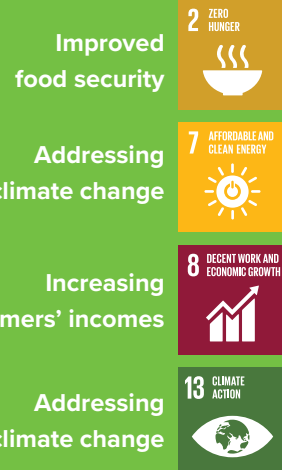 Improved
food security
2 ZERO
HUNGER
Addressing
climate change
7 AFFORDABLE AND
CLEAN ENERGY
Increasing
mers’ incomes
8 DECENT WORK AND
ECONOMIC GROWTH
Addressing
climate change
13 CLIMATE
ACTION